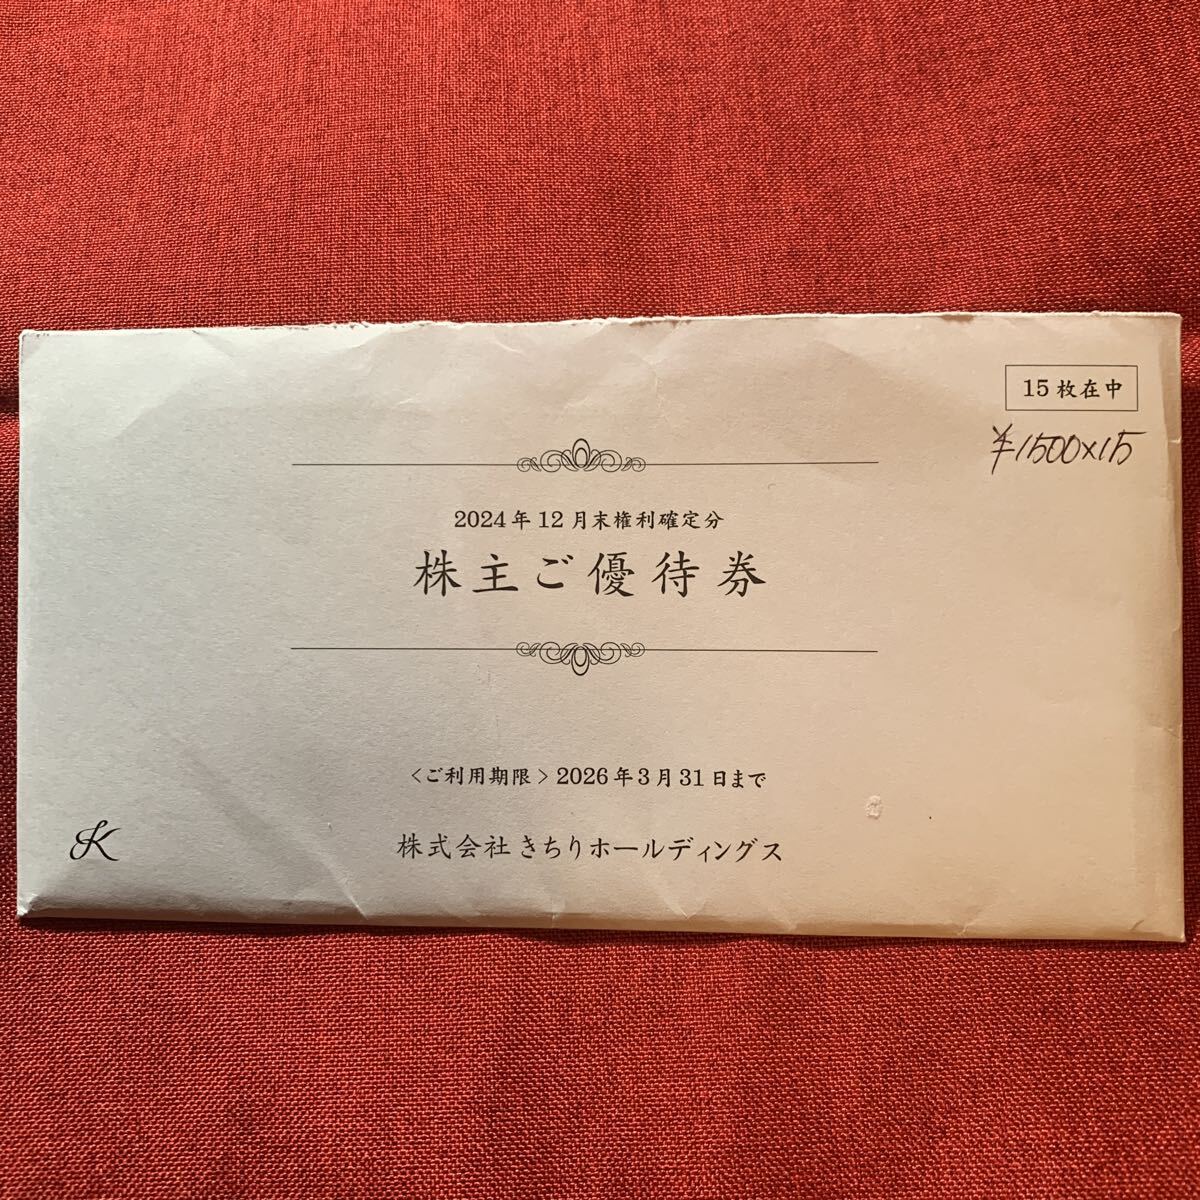 15枚在中
¥1500×15
2024年12月末権利確定分
株主ご優待券
<ご利用期限>2026年3月31日まで
K
株式会社きちりホールディングス